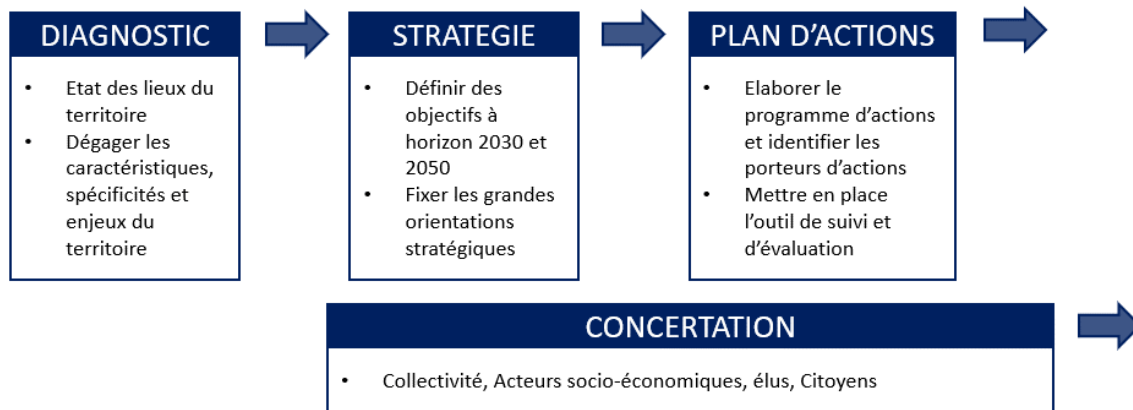 DIAGNOSTIC
• Etat des lieux du
territoire
• Dégager les
caractéristiques,
spécificités et
enjeux du
territoire
STRATEGIE
• Définir des
objectifs à
horizon 2030 et
2050
• Fixer les grandes
orientations
stratégiques
PLAN D’ACTIONS
• Elaborer le
programme d’actions
et identifier les
porteurs d’actions
• Mettre en place
l’outil de suivi et
d’évaluation
CONCERTATION
• Collectivité, Acteurs socio-économiques, élus, Citoyens